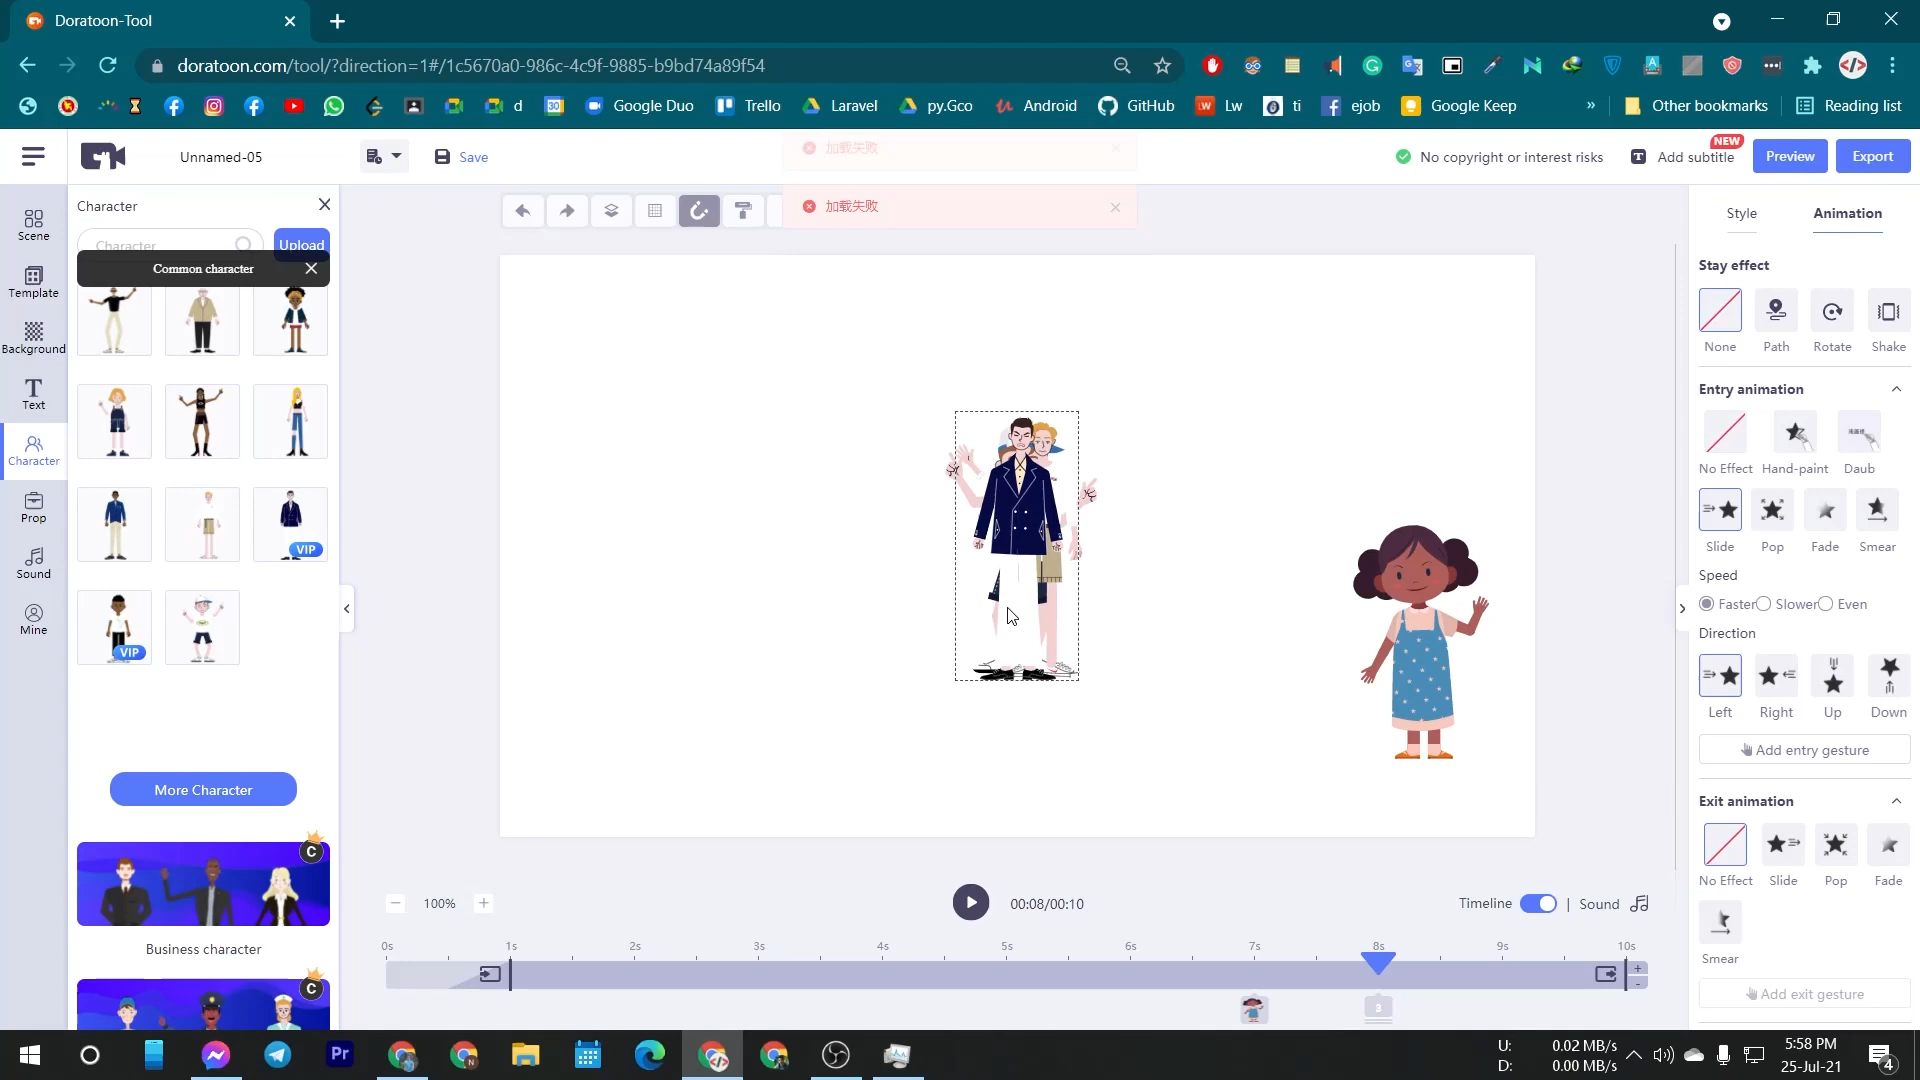 Doratoon-Tool
doratoon.com/tool/?direction=1#/1c5670a0-986c-4c9f-9885-b9bd74a89f54
d
Google Duo
Trello
Laravel
py.Gco
Android
GitHub
Lw
ti
ejob
Google Keep
»
Other bookmarks
Reading list
Unnamed-05
Save
加载失败
No copyright or interest risks
Add subtitle
NEW
Preview
Export
加载失败
Scene
Template
Background
Text
Character
Prop
Sound
Mine
Character
Character
Upload
Common character
VIP
VIP
More Character
C
Business character
C
Style
Animation
Stay effect
None
Path
Rotate
Shake
Entry animation
No Effect
Hand-paint
Daub
Slide
Pop
Fade
Smear
Speed
Faster
Slower
Even
Direction
Left
Right
Up
Down
Add entry gesture
Exit animation
No Effect
Slide
Pop
Fade
Smear
Add exit gesture
100%
00:08/00:10
Timeline
| Sound
0s
1s
2s
3s
4s
5s
6s
7s
8s
9s
10s
3
Pr
U: 0.02 MB/s
D: 0.00 MB/s
5:58 PM
25-Jul-21
4